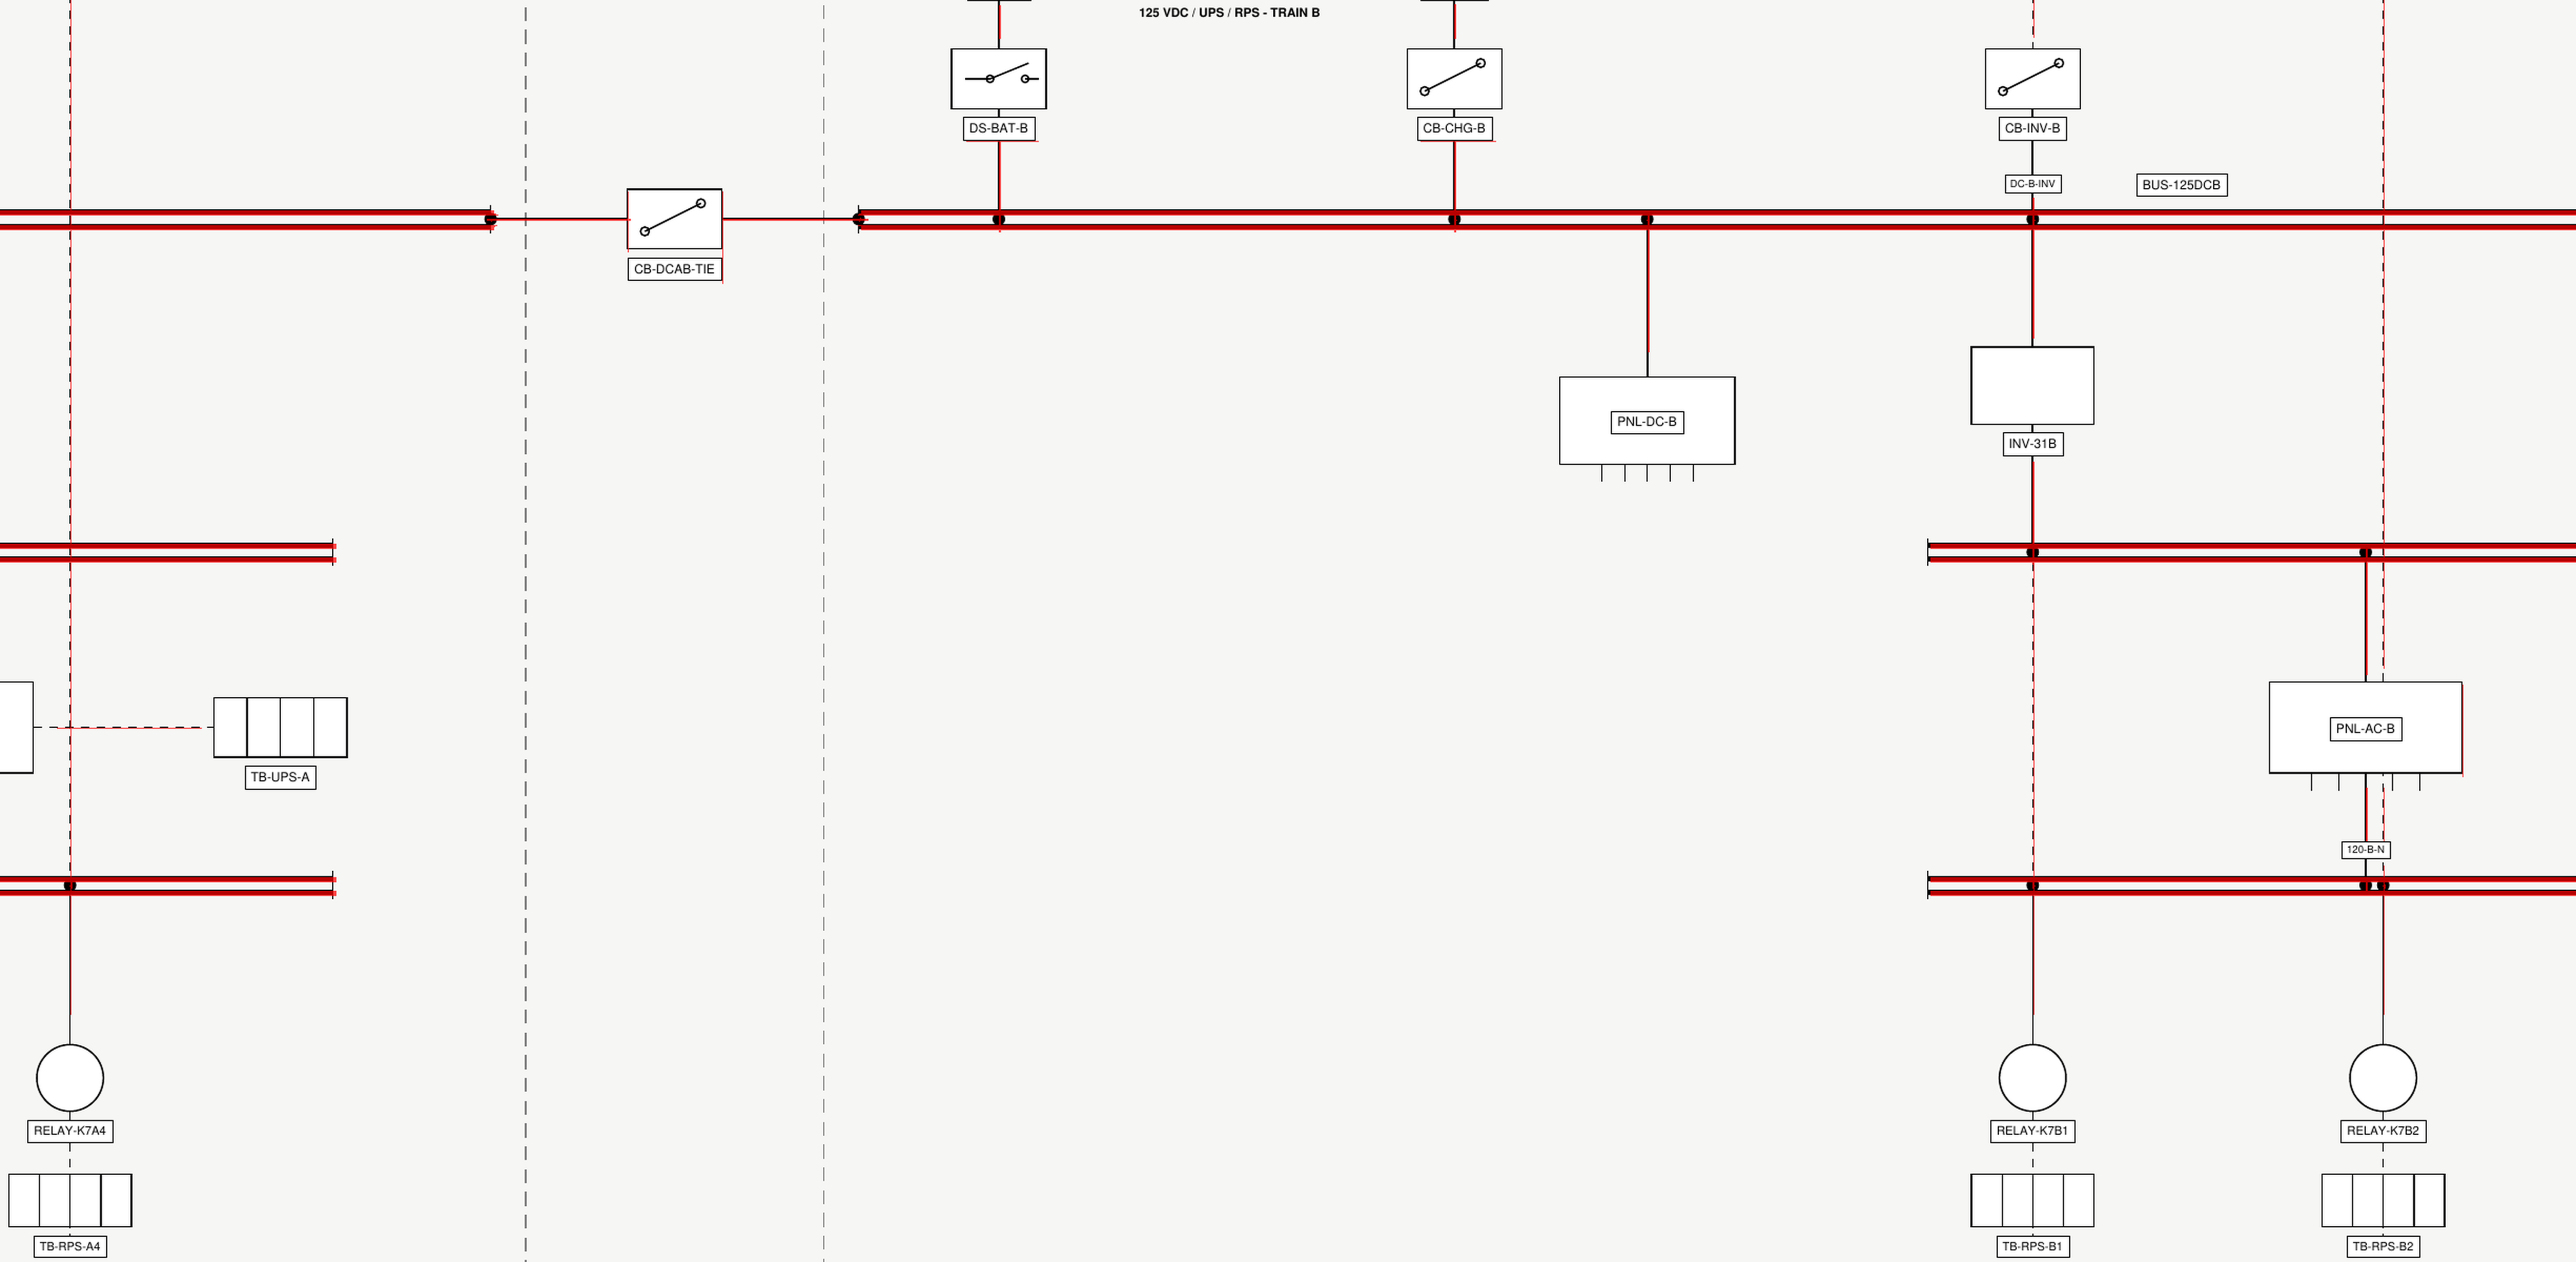 125 VDC / UPS / RPS - TRAIN B
DS-BAT-B
CB-CHG-B
CB-INV-B
DC-B-INV
BUS-125DCB
CB-DCAB-TIE
PNL-DC-B
INV-31B
PNL-AC-B
TB-UPS-A
120-B-N
RELAY-K7A4
RELAY-K7B1
RELAY-K7B2
TB-RPS-A4
TB-RPS-B1
TB-RPS-B2